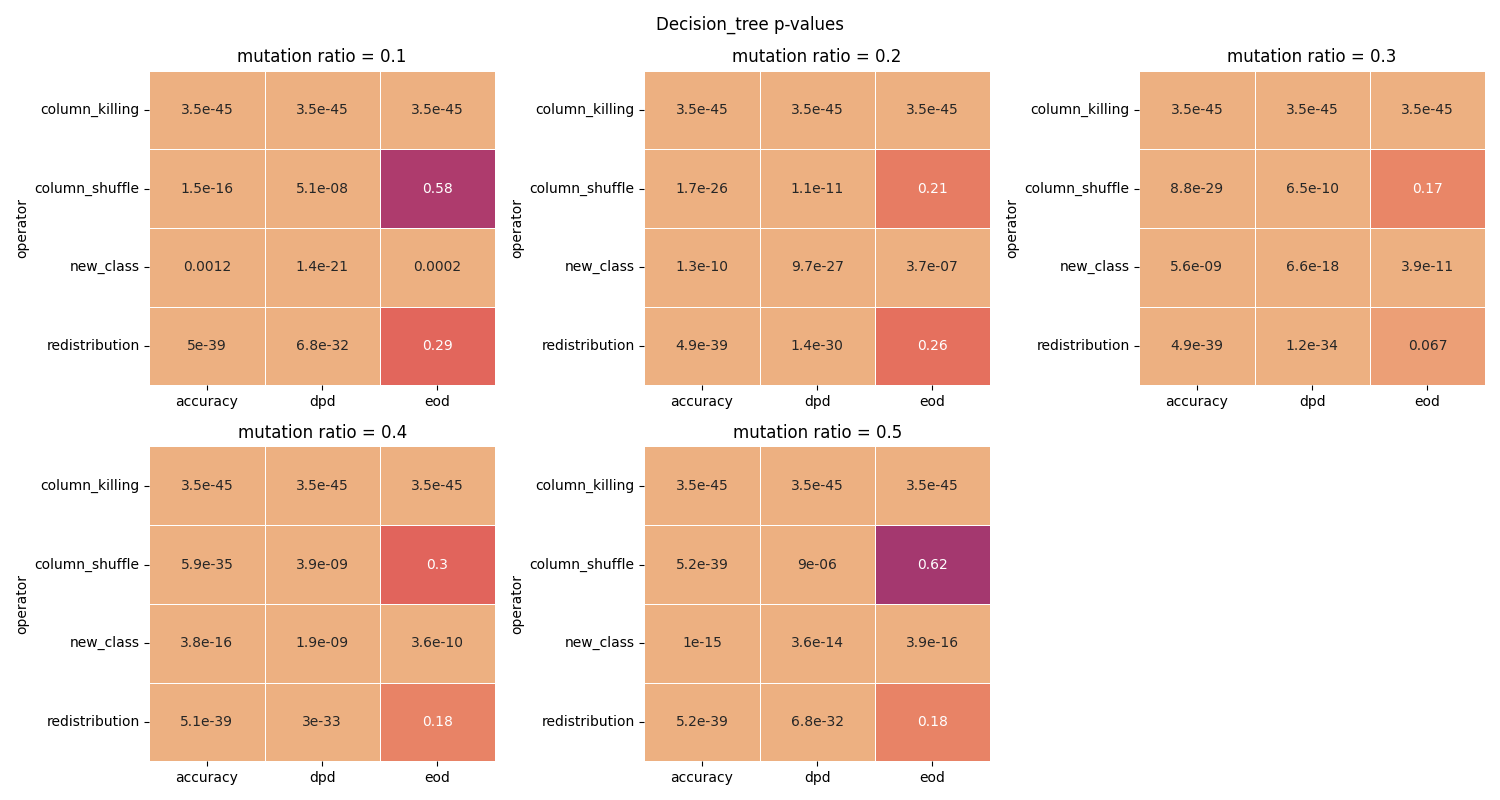 Decision_tree p-values
mutation ratio = 0.1
operator
column_killing 3.5e-45 3.5e-45 3.5e-45
column_shuffle 1.5e-16 5.1e-08 0.58
new_class 0.0012 1.4e-21 0.0002
redistribution 5e-39 6.8e-32 0.29
accuracy dpd eod
mutation ratio = 0.2
operator
column_killing 3.5e-45 3.5e-45 3.5e-45
column_shuffle 1.7e-26 1.1e-11 0.21
new_class 1.3e-10 9.7e-27 3.7e-07
redistribution 4.9e-39 1.4e-30 0.26
accuracy dpd eod
mutation ratio = 0.3
operator
column_killing 3.5e-45 3.5e-45 3.5e-45
column_shuffle 8.8e-29 6.5e-10 0.17
new_class 5.6e-09 6.6e-18 3.9e-11
redistribution 4.9e-39 1.2e-34 0.067
accuracy dpd eod
mutation ratio = 0.4
operator
column_killing 3.5e-45 3.5e-45 3.5e-45
column_shuffle 5.9e-35 3.9e-09 0.3
new_class 3.8e-16 1.9e-09 3.6e-10
redistribution 5.1e-39 3e-33 0.18
accuracy dpd eod
mutation ratio = 0.5
operator
column_killing 3.5e-45 3.5e-45 3.5e-45
column_shuffle 5.2e-39 9e-06 0.62
new_class 1e-15 3.6e-14 3.9e-16
redistribution 5.2e-39 6.8e-32 0.18
accuracy dpd eod